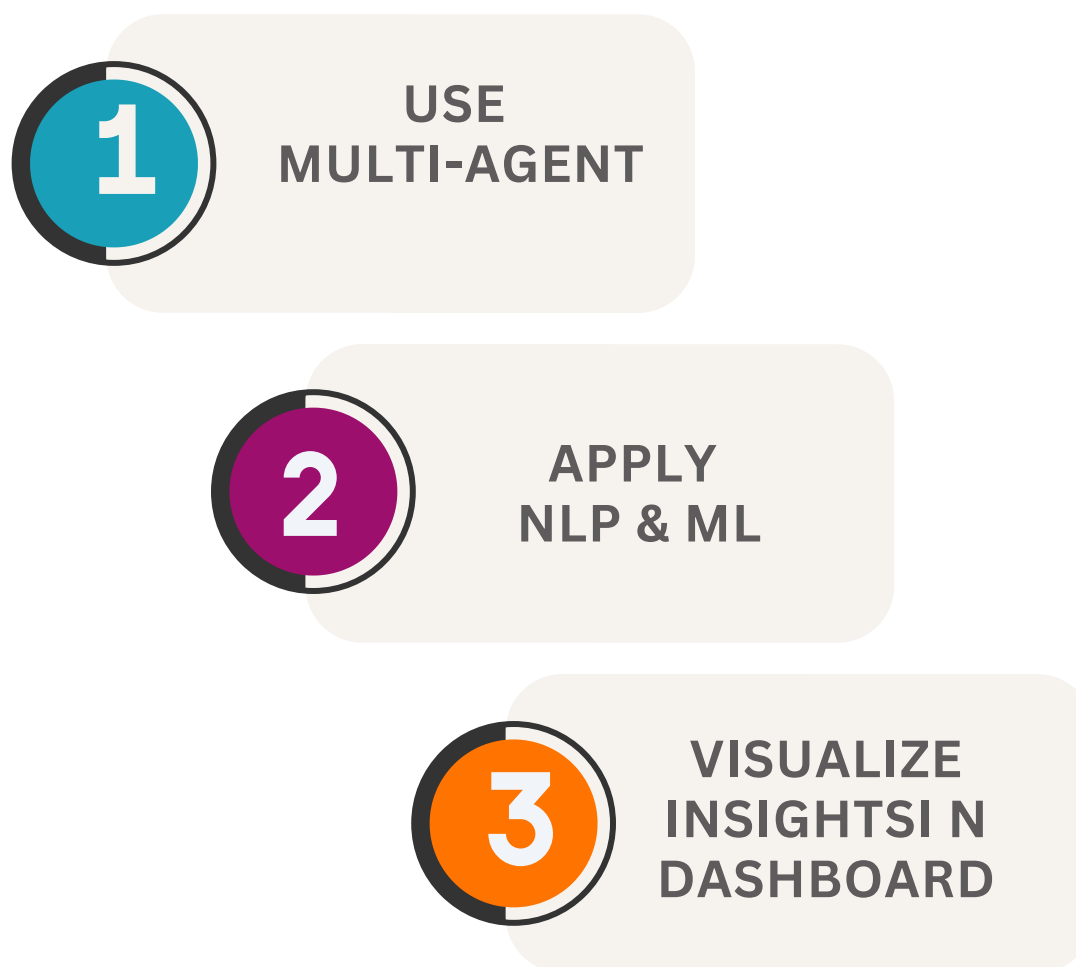 1
USE
MULTI-AGENT
2
APPLY
NLP & ML
3
VISUALIZE
INSIGHTSI N
DASHBOARD